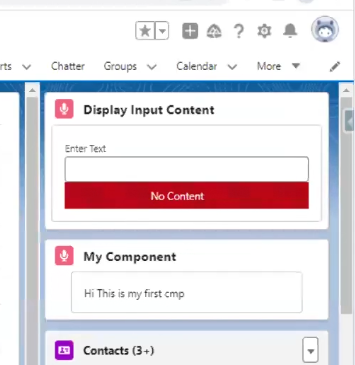 rts
Chatter
Groups
Calendar
More
Display Input Content
Enter Text
No Content
My Component
Hi This is my first cmp
Contacts (3+)